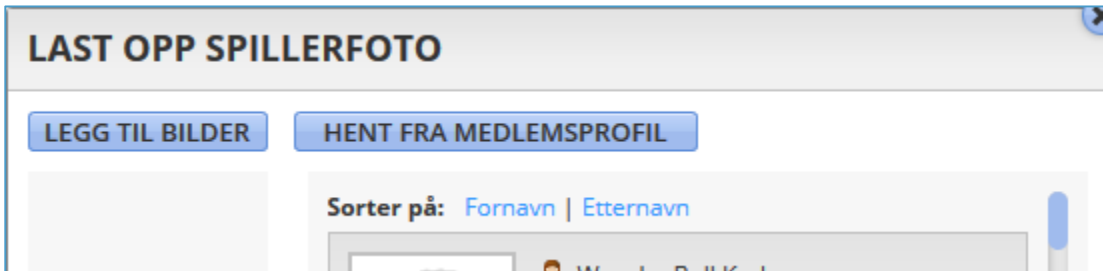 LAST OPP SPILLERFOTO
LEGG TIL BILDER
HENT FRA MEDLEMSPROFIL
Sorter på: Fornavn | Etternavn